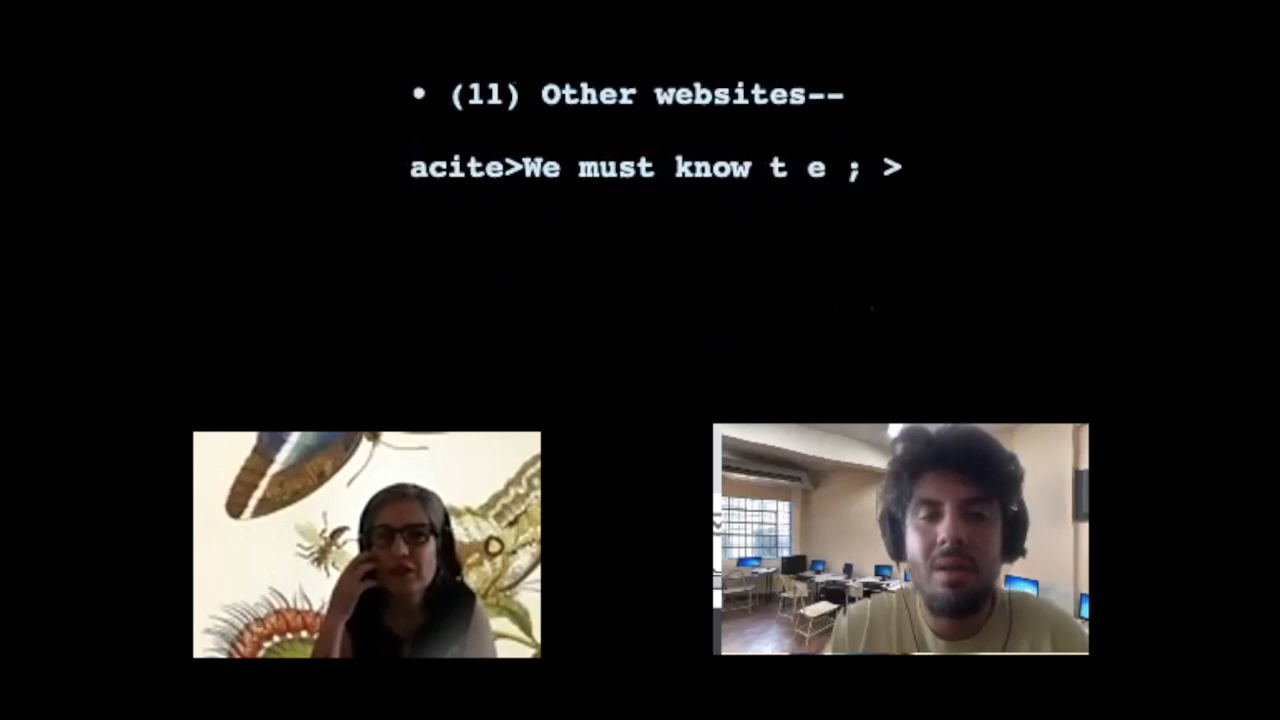 • (11) Other websites--
acite>We must know t e ; >